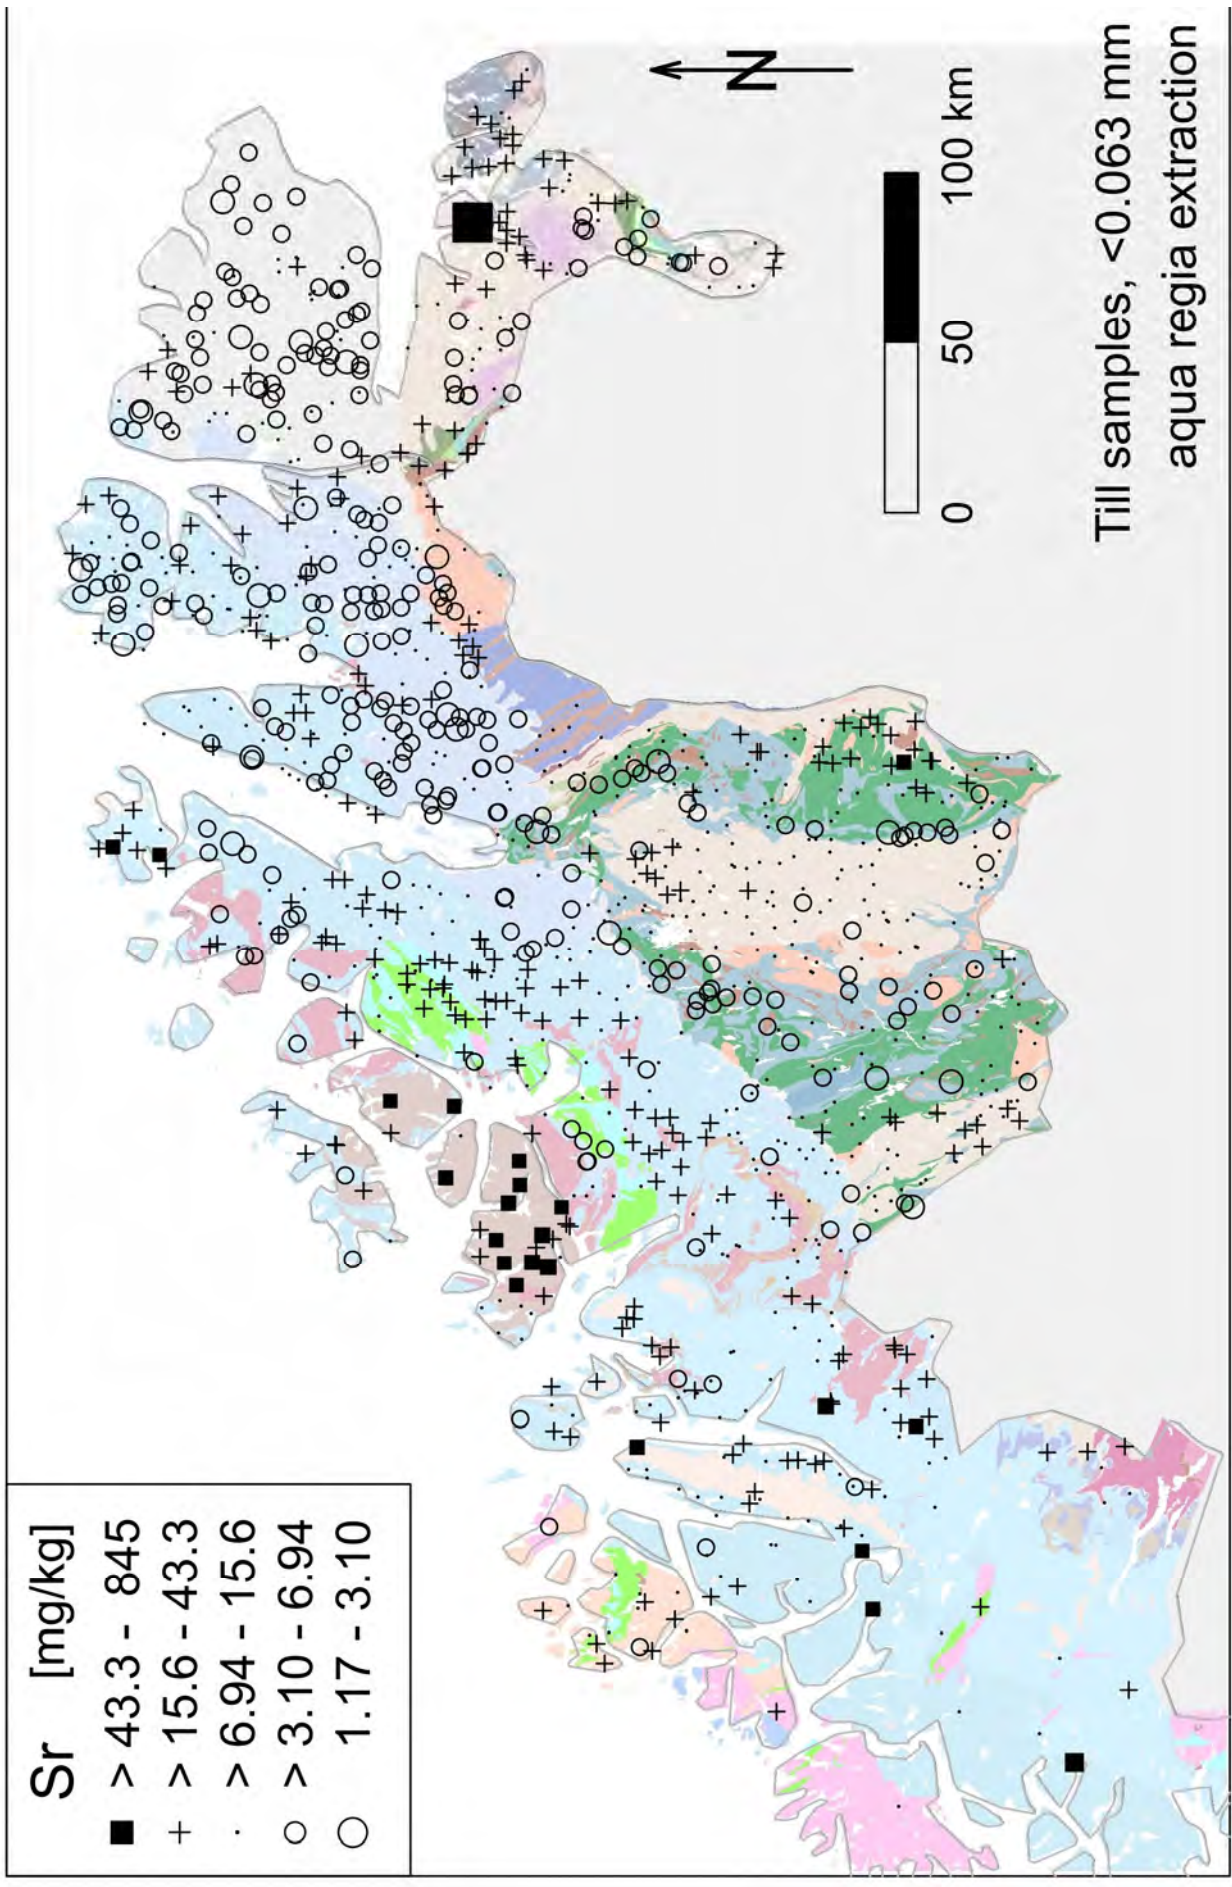 Sr [mg/kg]
> 43.3 - 845
> 15.6 - 43.3
> 6.94 - 15.6
> 3.10 - 6.94
1.17 - 3.10
N
0 50 100 km
Till samples, <0.063 mm
aqua regia extraction